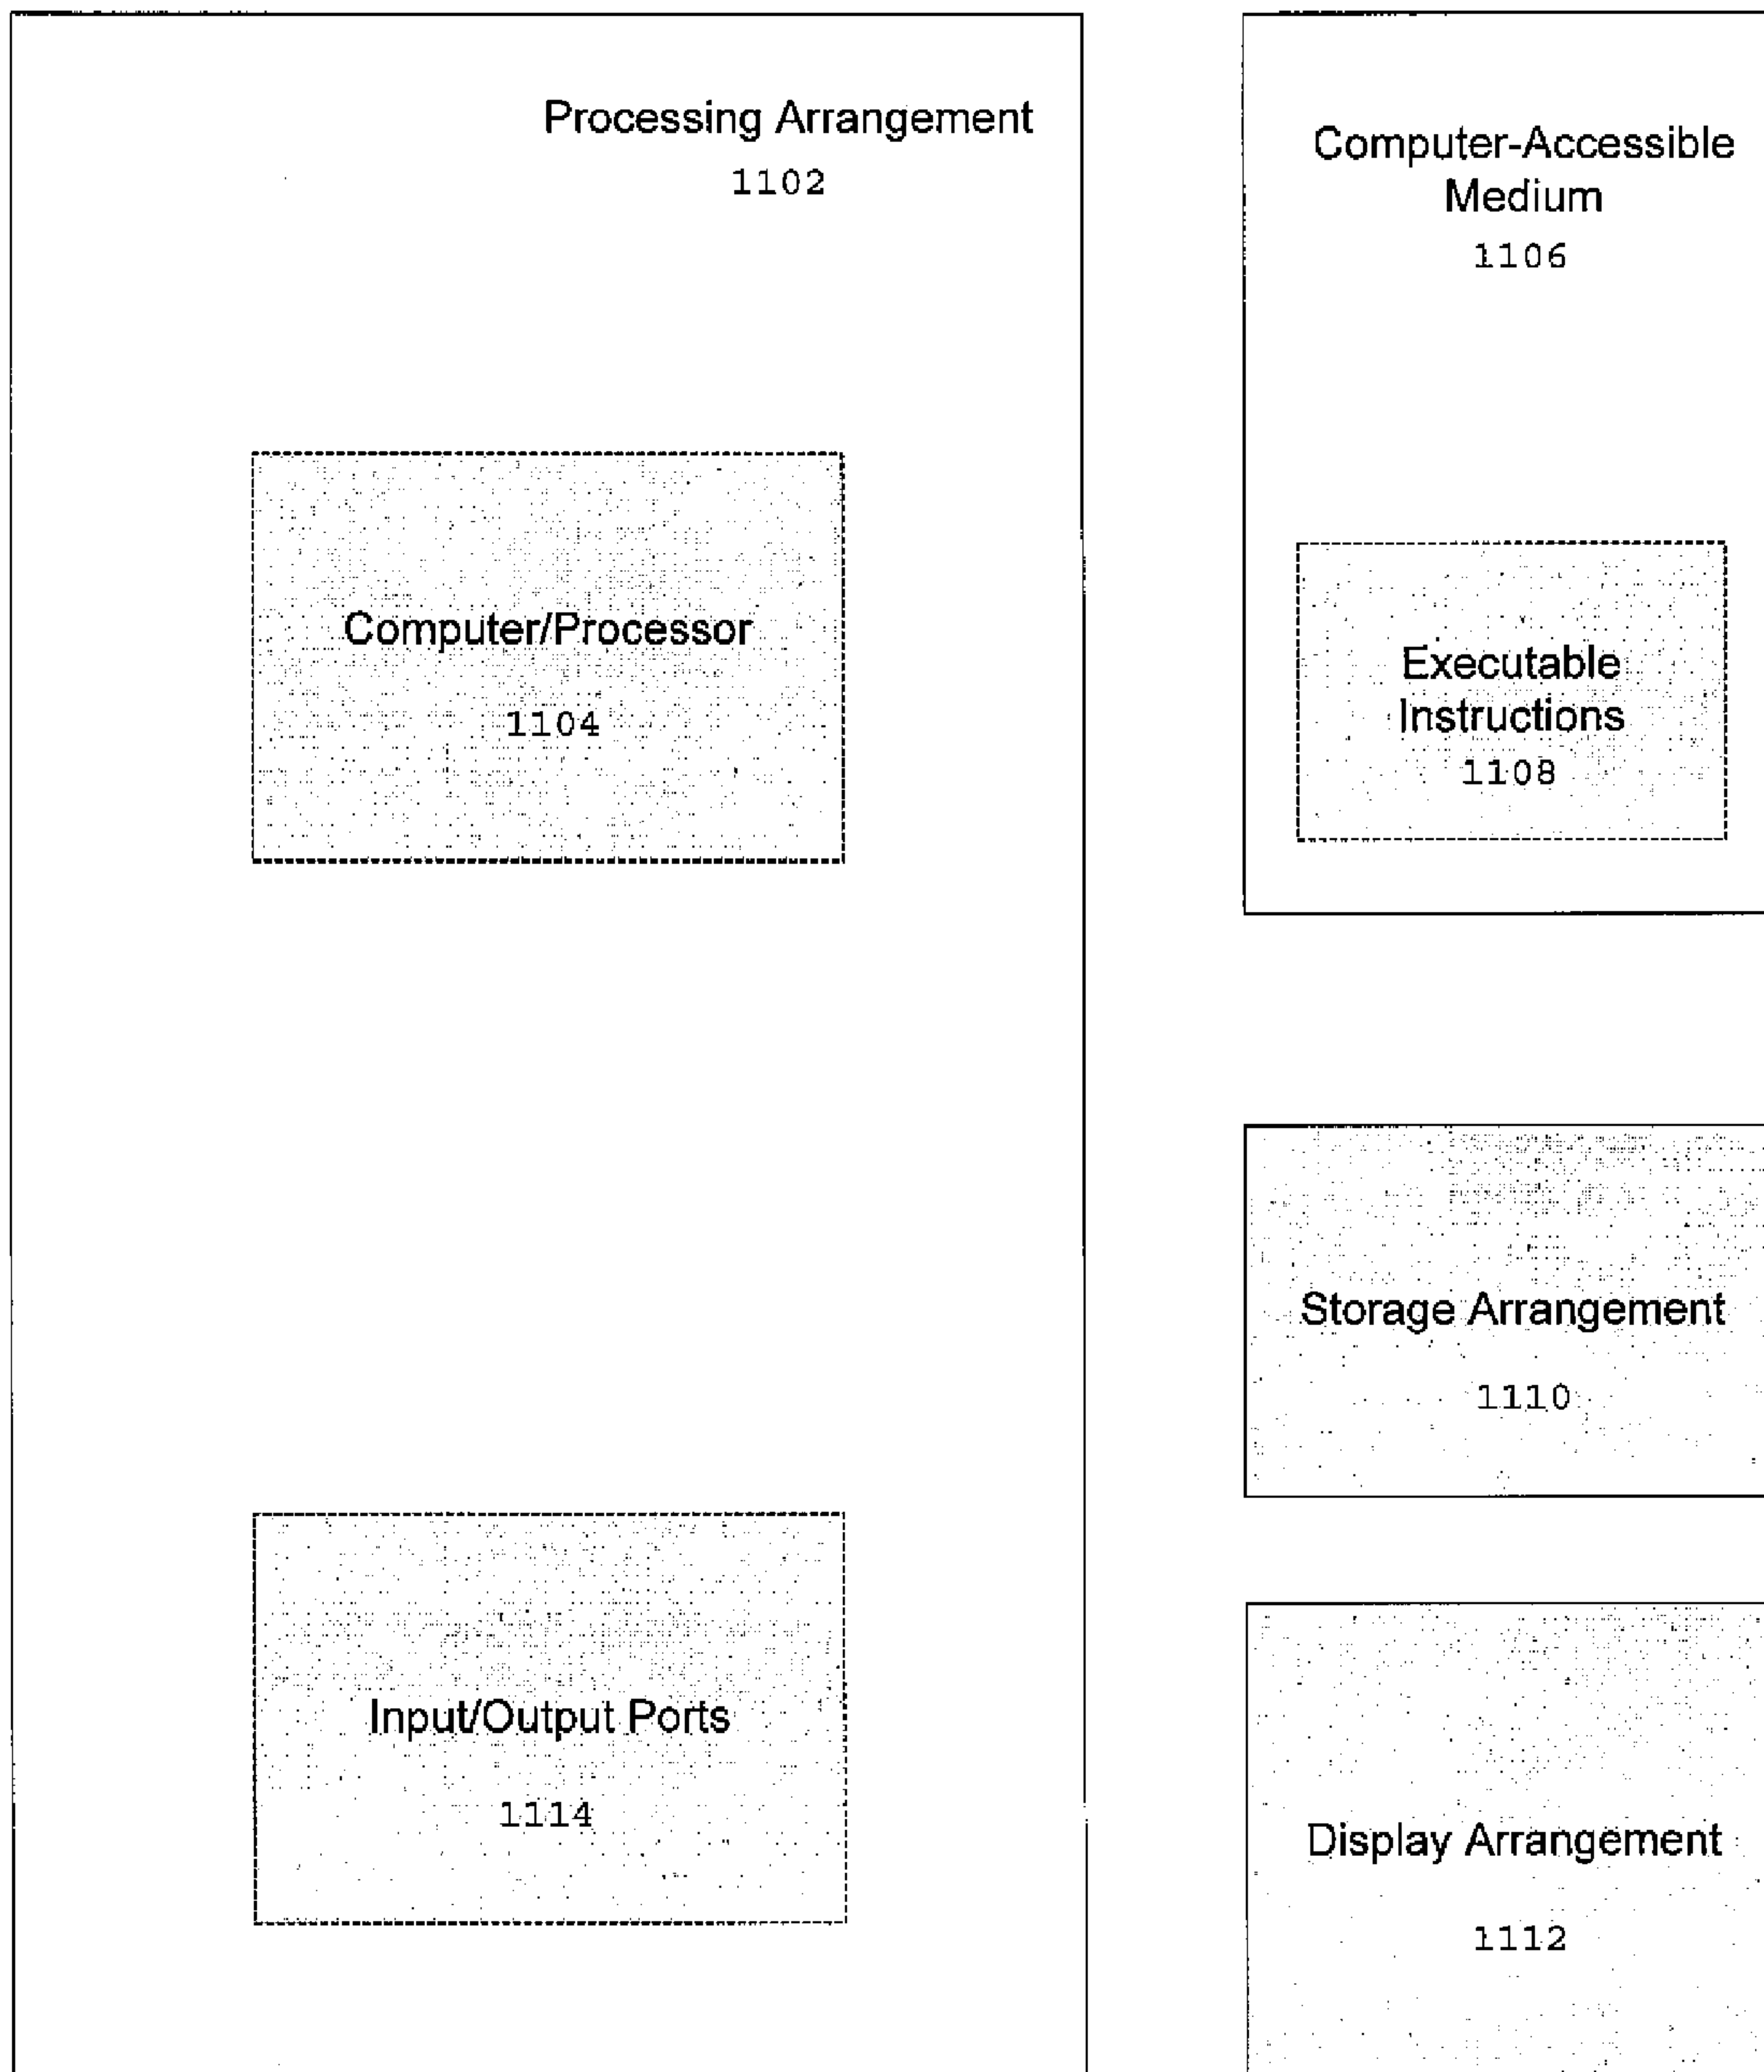 Processing Arrangement
1102
Computer/Processor
1104
Input/Output Ports
1114
Computer-Accessible
Medium
1106
Executable
Instructions
1108
Storage Arrangement
1110
Display Arrangement
1112